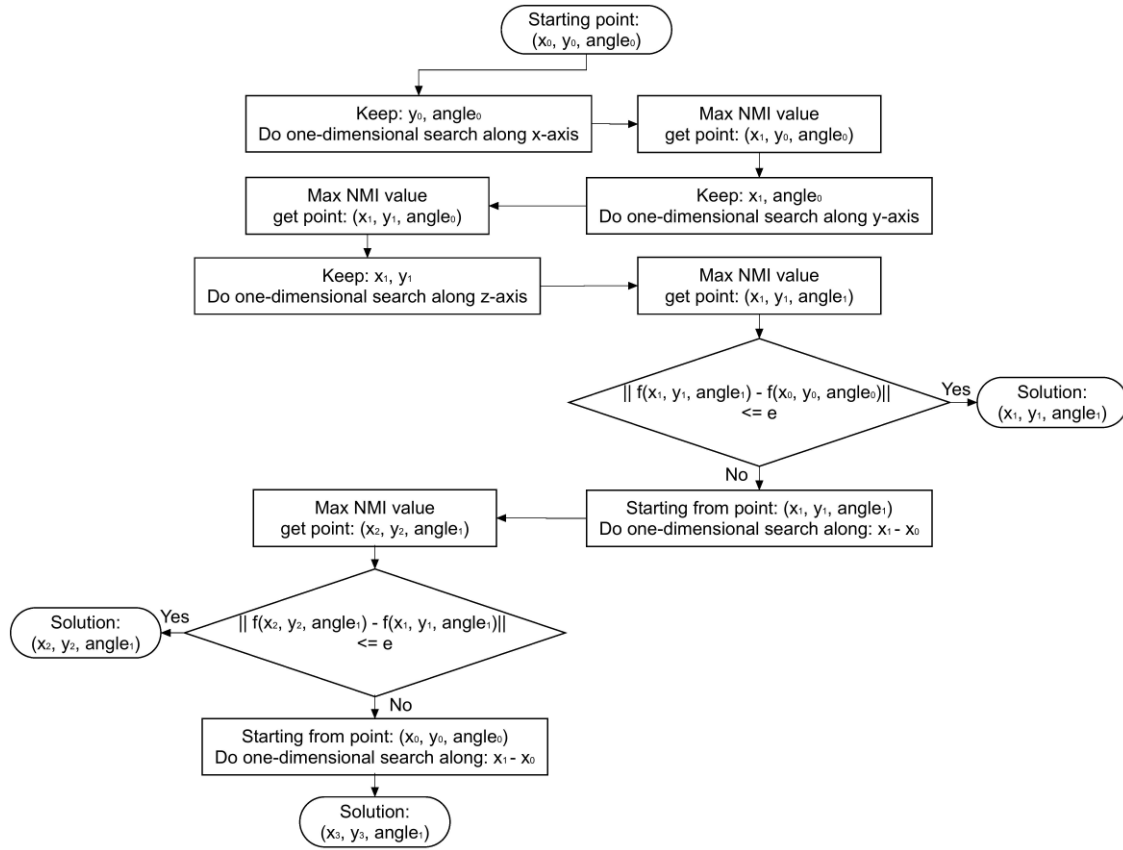 Starting point:
(x₀, y₀, angle₀)
Keep: y₀, angle₀
Do one-dimensional search along x-axis
Max NMI value
get point: (x₁, y₀, angle₀)
Keep: x₁, angle₀
Do one-dimensional search along y-axis
Max NMI value
get point: (x₁, y₁, angle₀)
Keep: x₁, y₁
Do one-dimensional search along z-axis
Max NMI value
get point: (x₁, y₁, angle₁)
|| f(x₁, y₁, angle₁) - f(x₀, y₀, angle₀)||
<= e
Yes
Solution:
(x₁, y₁, angle₁)
No
Starting from point: (x₁, y₁, angle₁)
Do one-dimensional search along: x₁ - x₀
Max NMI value
get point: (x₂, y₂, angle₁)
|| f(x₂, y₂, angle₁) - f(x₁, y₁, angle₁)||
<= e
Yes
Solution:
(x₂, y₂, angle₁)
No
Starting from point: (x₀, y₀, angle₀)
Do one-dimensional search along: x₁ - x₀
Solution:
(x₃, y₃, angle₁)